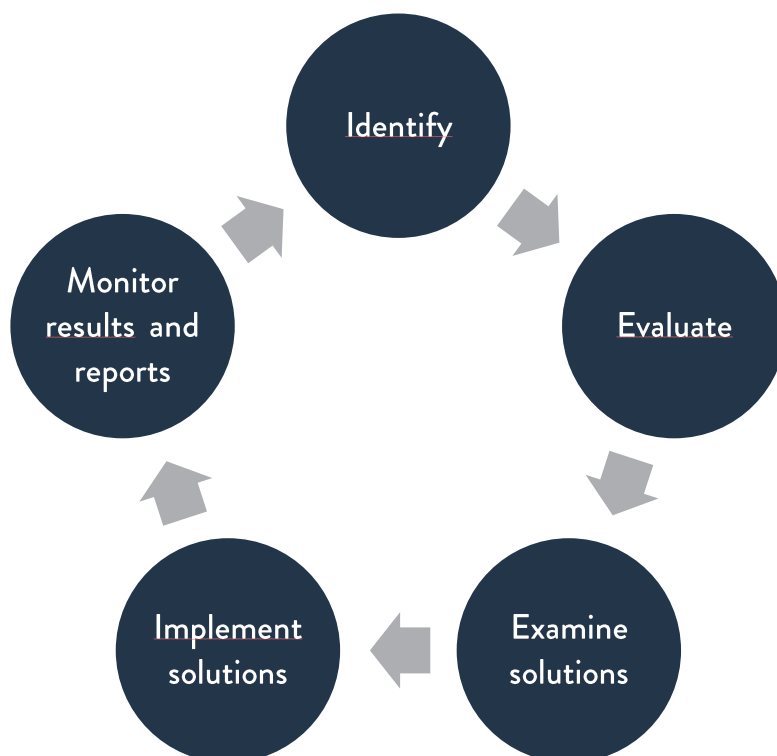 Identify
Evaluate
Examine
solutions
Implement
solutions
Monitor
results and
reports